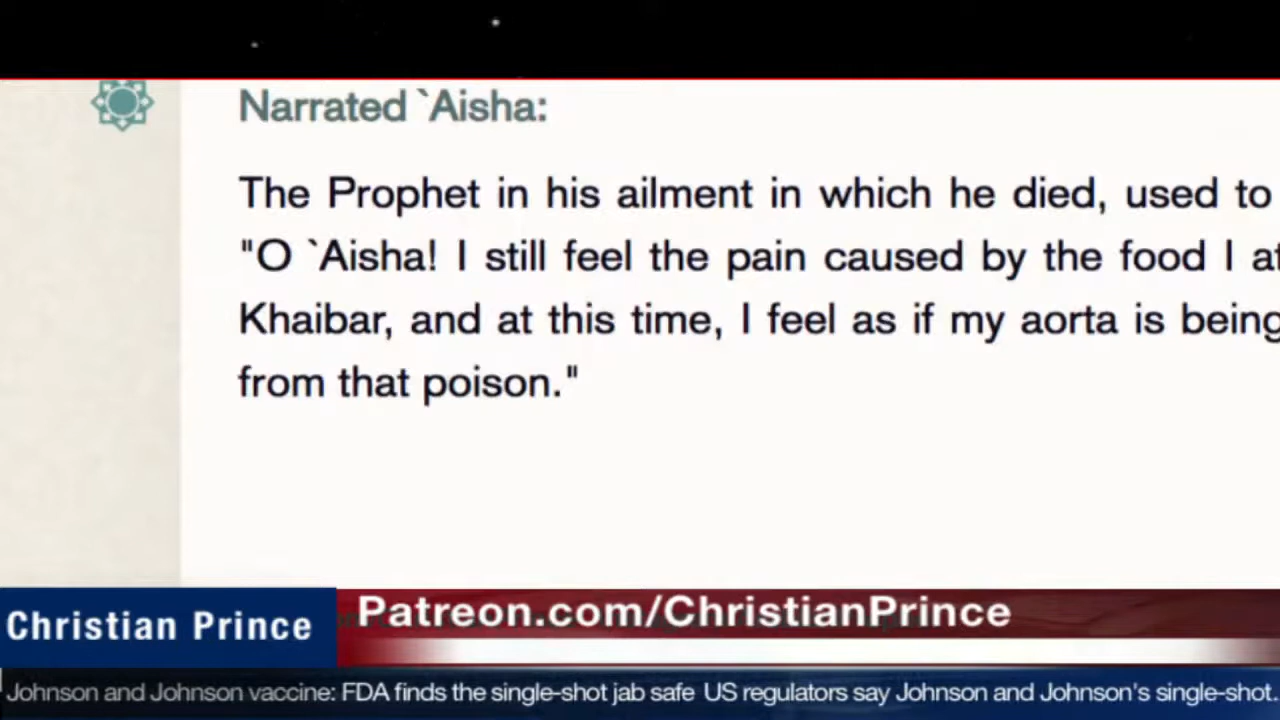 Narrated `Aisha:
The Prophet in his ailment in which he died, used to
"O `Aisha! I still feel the pain caused by the food I
Khaibar, and at this time, I feel as if my aorta is being
from that poison."
Christian Prince
Patreon.com/ChristianPrince
Johnson and Johnson vaccine: FDA finds the single-shot jab safe US regulators say Johnson and Johnson's single-shot.